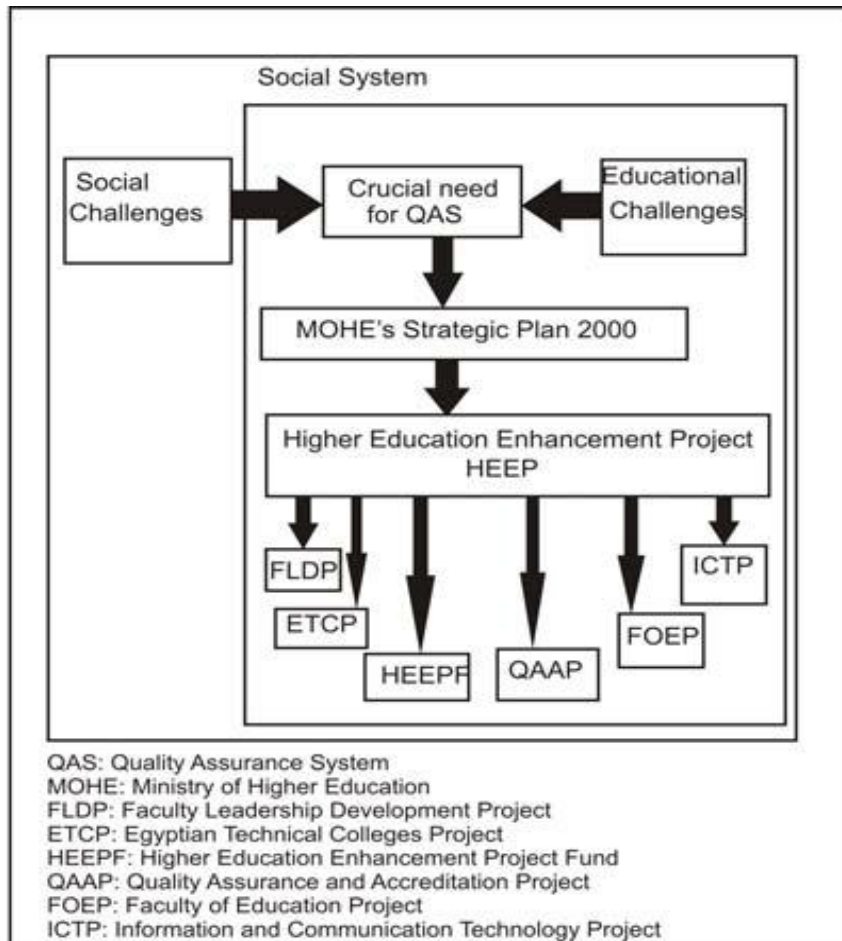 Social System
Social
Challenges
Crucial need
for QAS
Educational
Challenges
MOHE's Strategic Plan 2000
Higher Education Enhancement Project
HEEP
FLDP
ETCP
HEEPF
QAAP
FOEP
ICTP
QAS: Quality Assurance System
MOHE: Ministry of Higher Education
FLDP: Faculty Leadership Development Project
ETCP: Egyptian Technical Colleges Project
HEEPF: Higher Education Enhancement Project Fund
QAAP: Quality Assurance and Accreditation Project
FOEP: Faculty of Education Project
ICTP: Information and Communication Technology Project